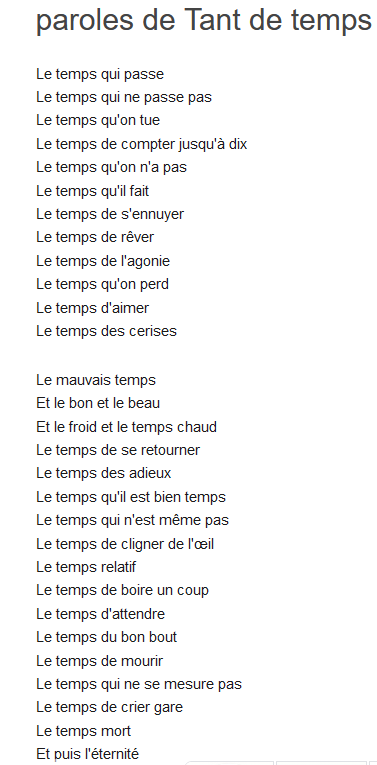 paroles de Tant de temps
Le temps qui passe
Le temps qui ne passe pas
Le temps qu'on tue
Le temps de compter jusqu'à dix
Le temps qu'on n'a pas
Le temps qu'il fait
Le temps de s'ennuyer
Le temps de rêver
Le temps de l'agonie
Le temps qu'on perd
Le temps d'aimer
Le temps des cerises
Le mauvais temps
Et le bon et le beau
Et le froid et le temps chaud
Le temps de se retourner
Le temps des adieux
Le temps qu'il est bien temps
Le temps qui n'est même pas
Le temps de cligner de l'œil
Le temps relatif
Le temps de boire un coup
Le temps d'attendre
Le temps du bon bout
Le temps de mourir
Le temps qui ne se mesure pas
Le temps de crier gare
Le temps mort
Et puis l'éternité